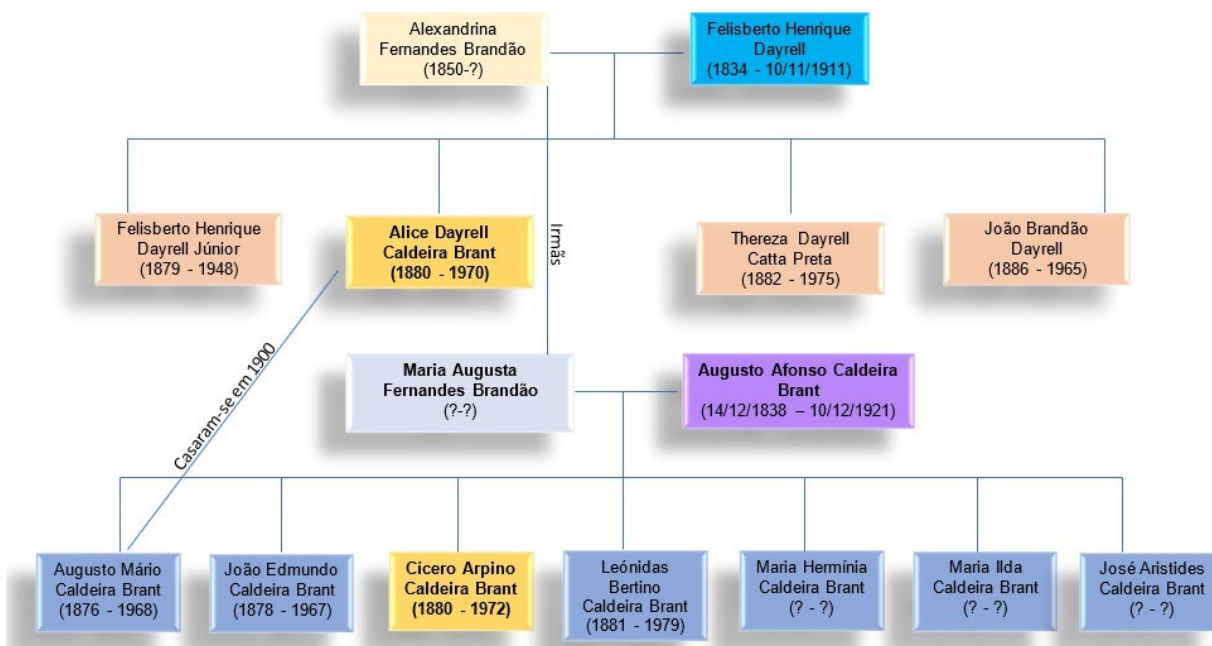 Alexandrina
Fernandes Brandão
(1850-?)
Felisberto Henrique
Dayrell
(1834 - 10/11/1911)
Felisberto Henrique
Dayrell Júnior
(1879 - 1948)
Alice Dayrell
Caldeira Brant
(1880 - 1970)
Irmãs
Thereza Dayrell
Catta Preta
(1882 - 1975)
João Brandão
Dayrell
(1886 - 1965)
Casaram-se em 1900
Maria Augusta
Fernandes Brandão
(?-?)
Augusto Afonso Caldeira
Brant
(14/12/1838 – 10/12/1921)
Augusto Mário
Caldeira Brant
(1876 - 1968)
João Edmundo
Caldeira Brant
(1878 - 1967)
Cícero Arpino
Caldeira Brant
(1880 - 1972)
Leónidas
Bertino
Caldeira Brant
(1881 - 1979)
Maria Hermínia
Caldeira Brant
(? - ?)
Maria Ilda
Caldeira Brant
(? - ?)
José Aristides
Caldeira Brant
(? - ?)